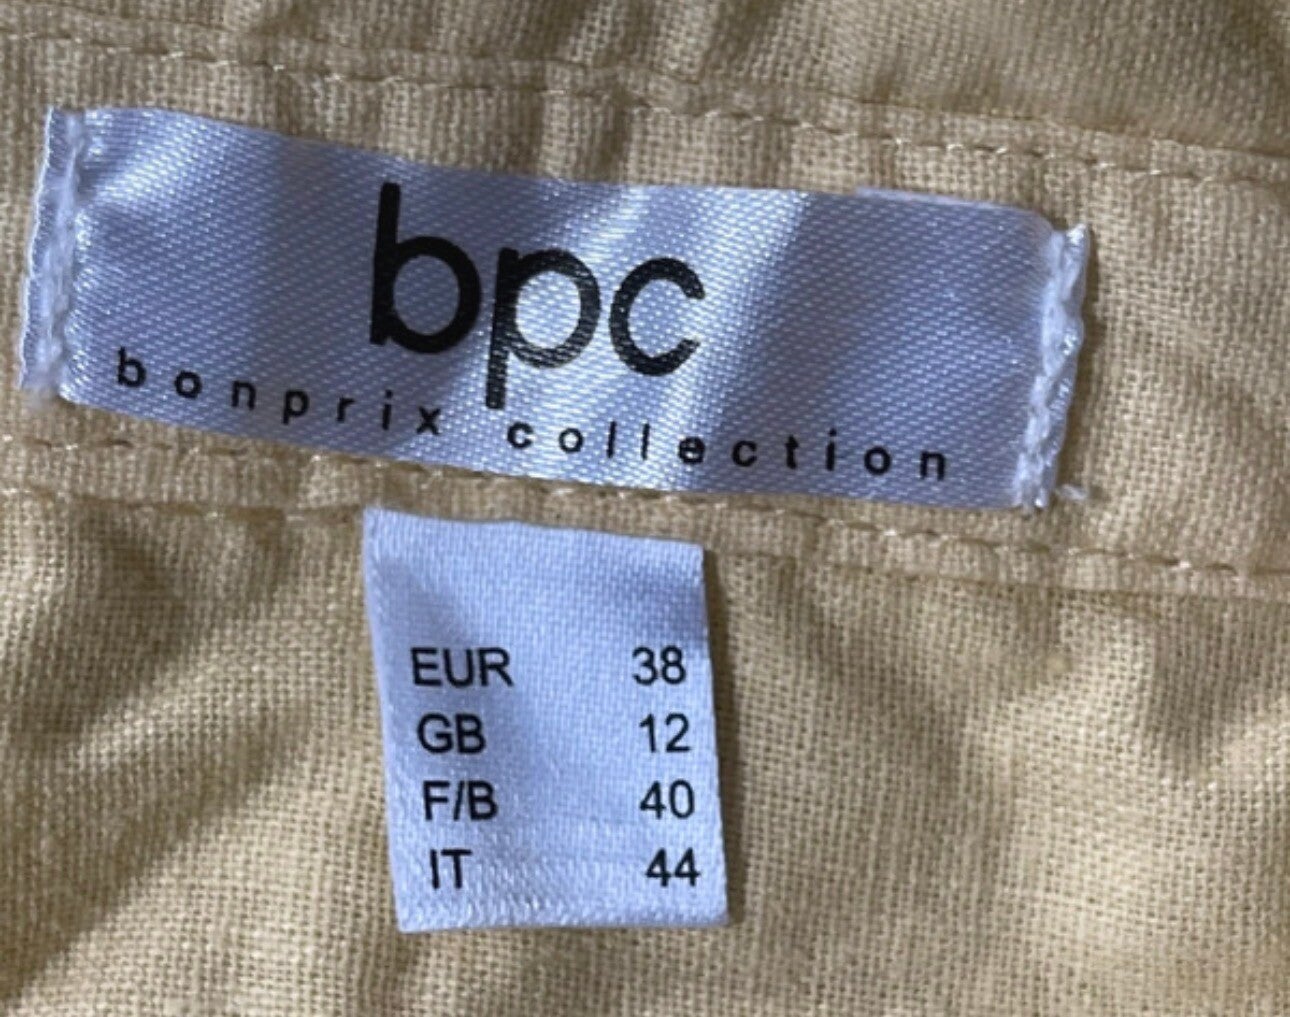 bpc
bonprix collection
EUR 38
GB 12
F/B 40
IT 44